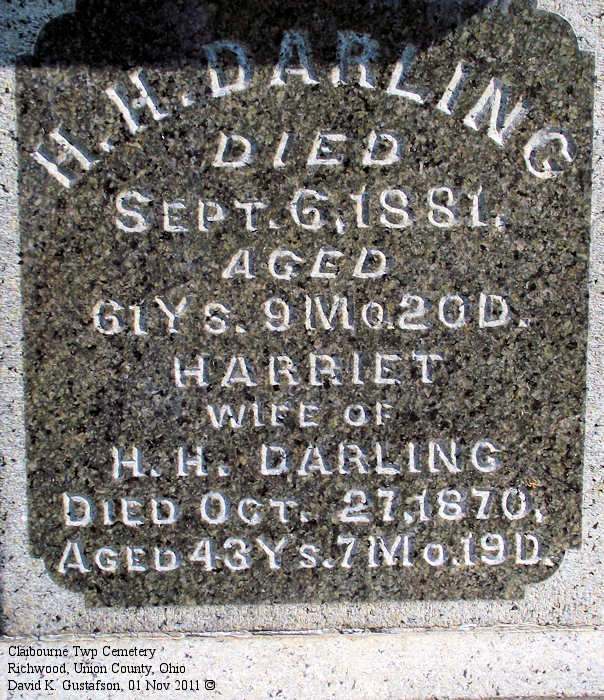 H. H. DARLING
DIED
SEPT. 6, 1881.
AGED
61 YS. 9 MO. 20 D.
HARRIET
WIFE OF
H. H. DARLING
DIED OCT. 27, 1870.
AGED 43 YS. 7 MO. 19 D.
Claibourne Twp Cemetery
Richwood, Union County, Ohio
David K. Gustafson, 01 Nov 2011 ©